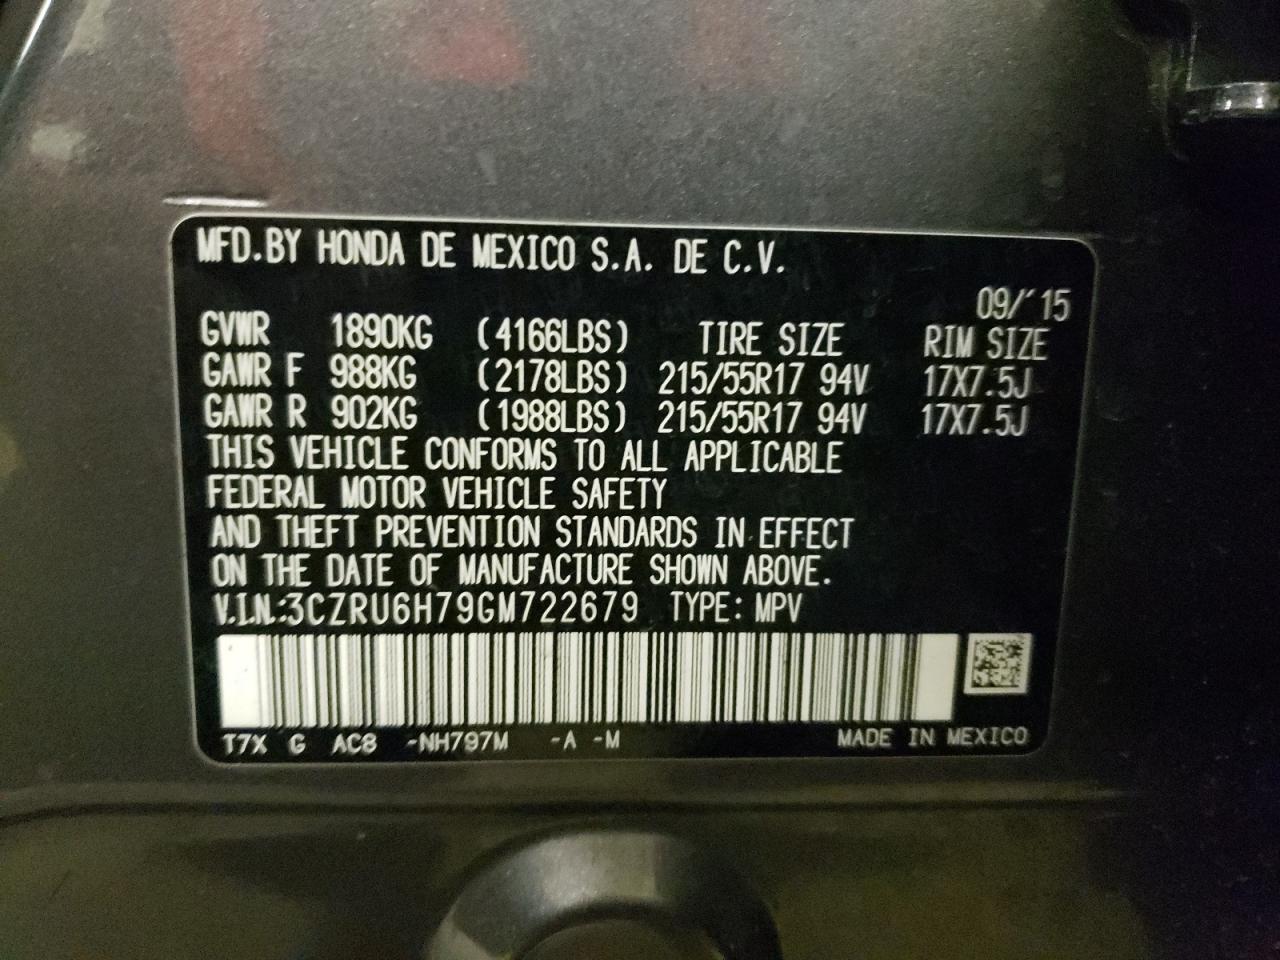 MFD.BY HONDA DE MEXICO S.A. DE C.V.
09/'15
GVWR 1890KG (4166LBS) TIRE SIZE RIM SIZE
GAWR F 988KG (2178LBS) 215/55R17 94V 17X7.5J
GAWR R 902KG (1988LBS) 215/55R17 94V 17X7.5J
THIS VEHICLE CONFORMS TO ALL APPLICABLE
FEDERAL MOTOR VEHICLE SAFETY
AND THEFT PREVENTION STANDARDS IN EFFECT
ON THE DATE OF MANUFACTURE SHOWN ABOVE.
V.I.N.:3CZRU6H79GM722679 TYPE: MPV
T7X G AC8 -NH797M -A -M MADE IN MEXICO